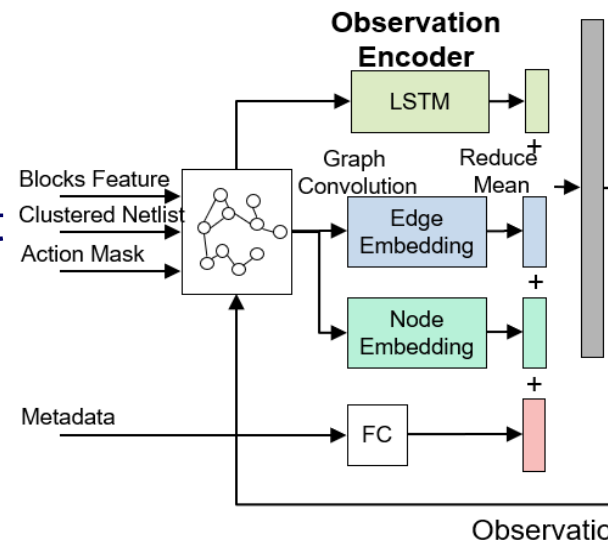 Observation
Encoder
LSTM
+
Graph
Convolution
Reduce
Mean
Blocks Feature
Clustered Netlist
Action Mask
Edge
Embedding
+
Node
Embedding
+
Metadata
FC
Observatio